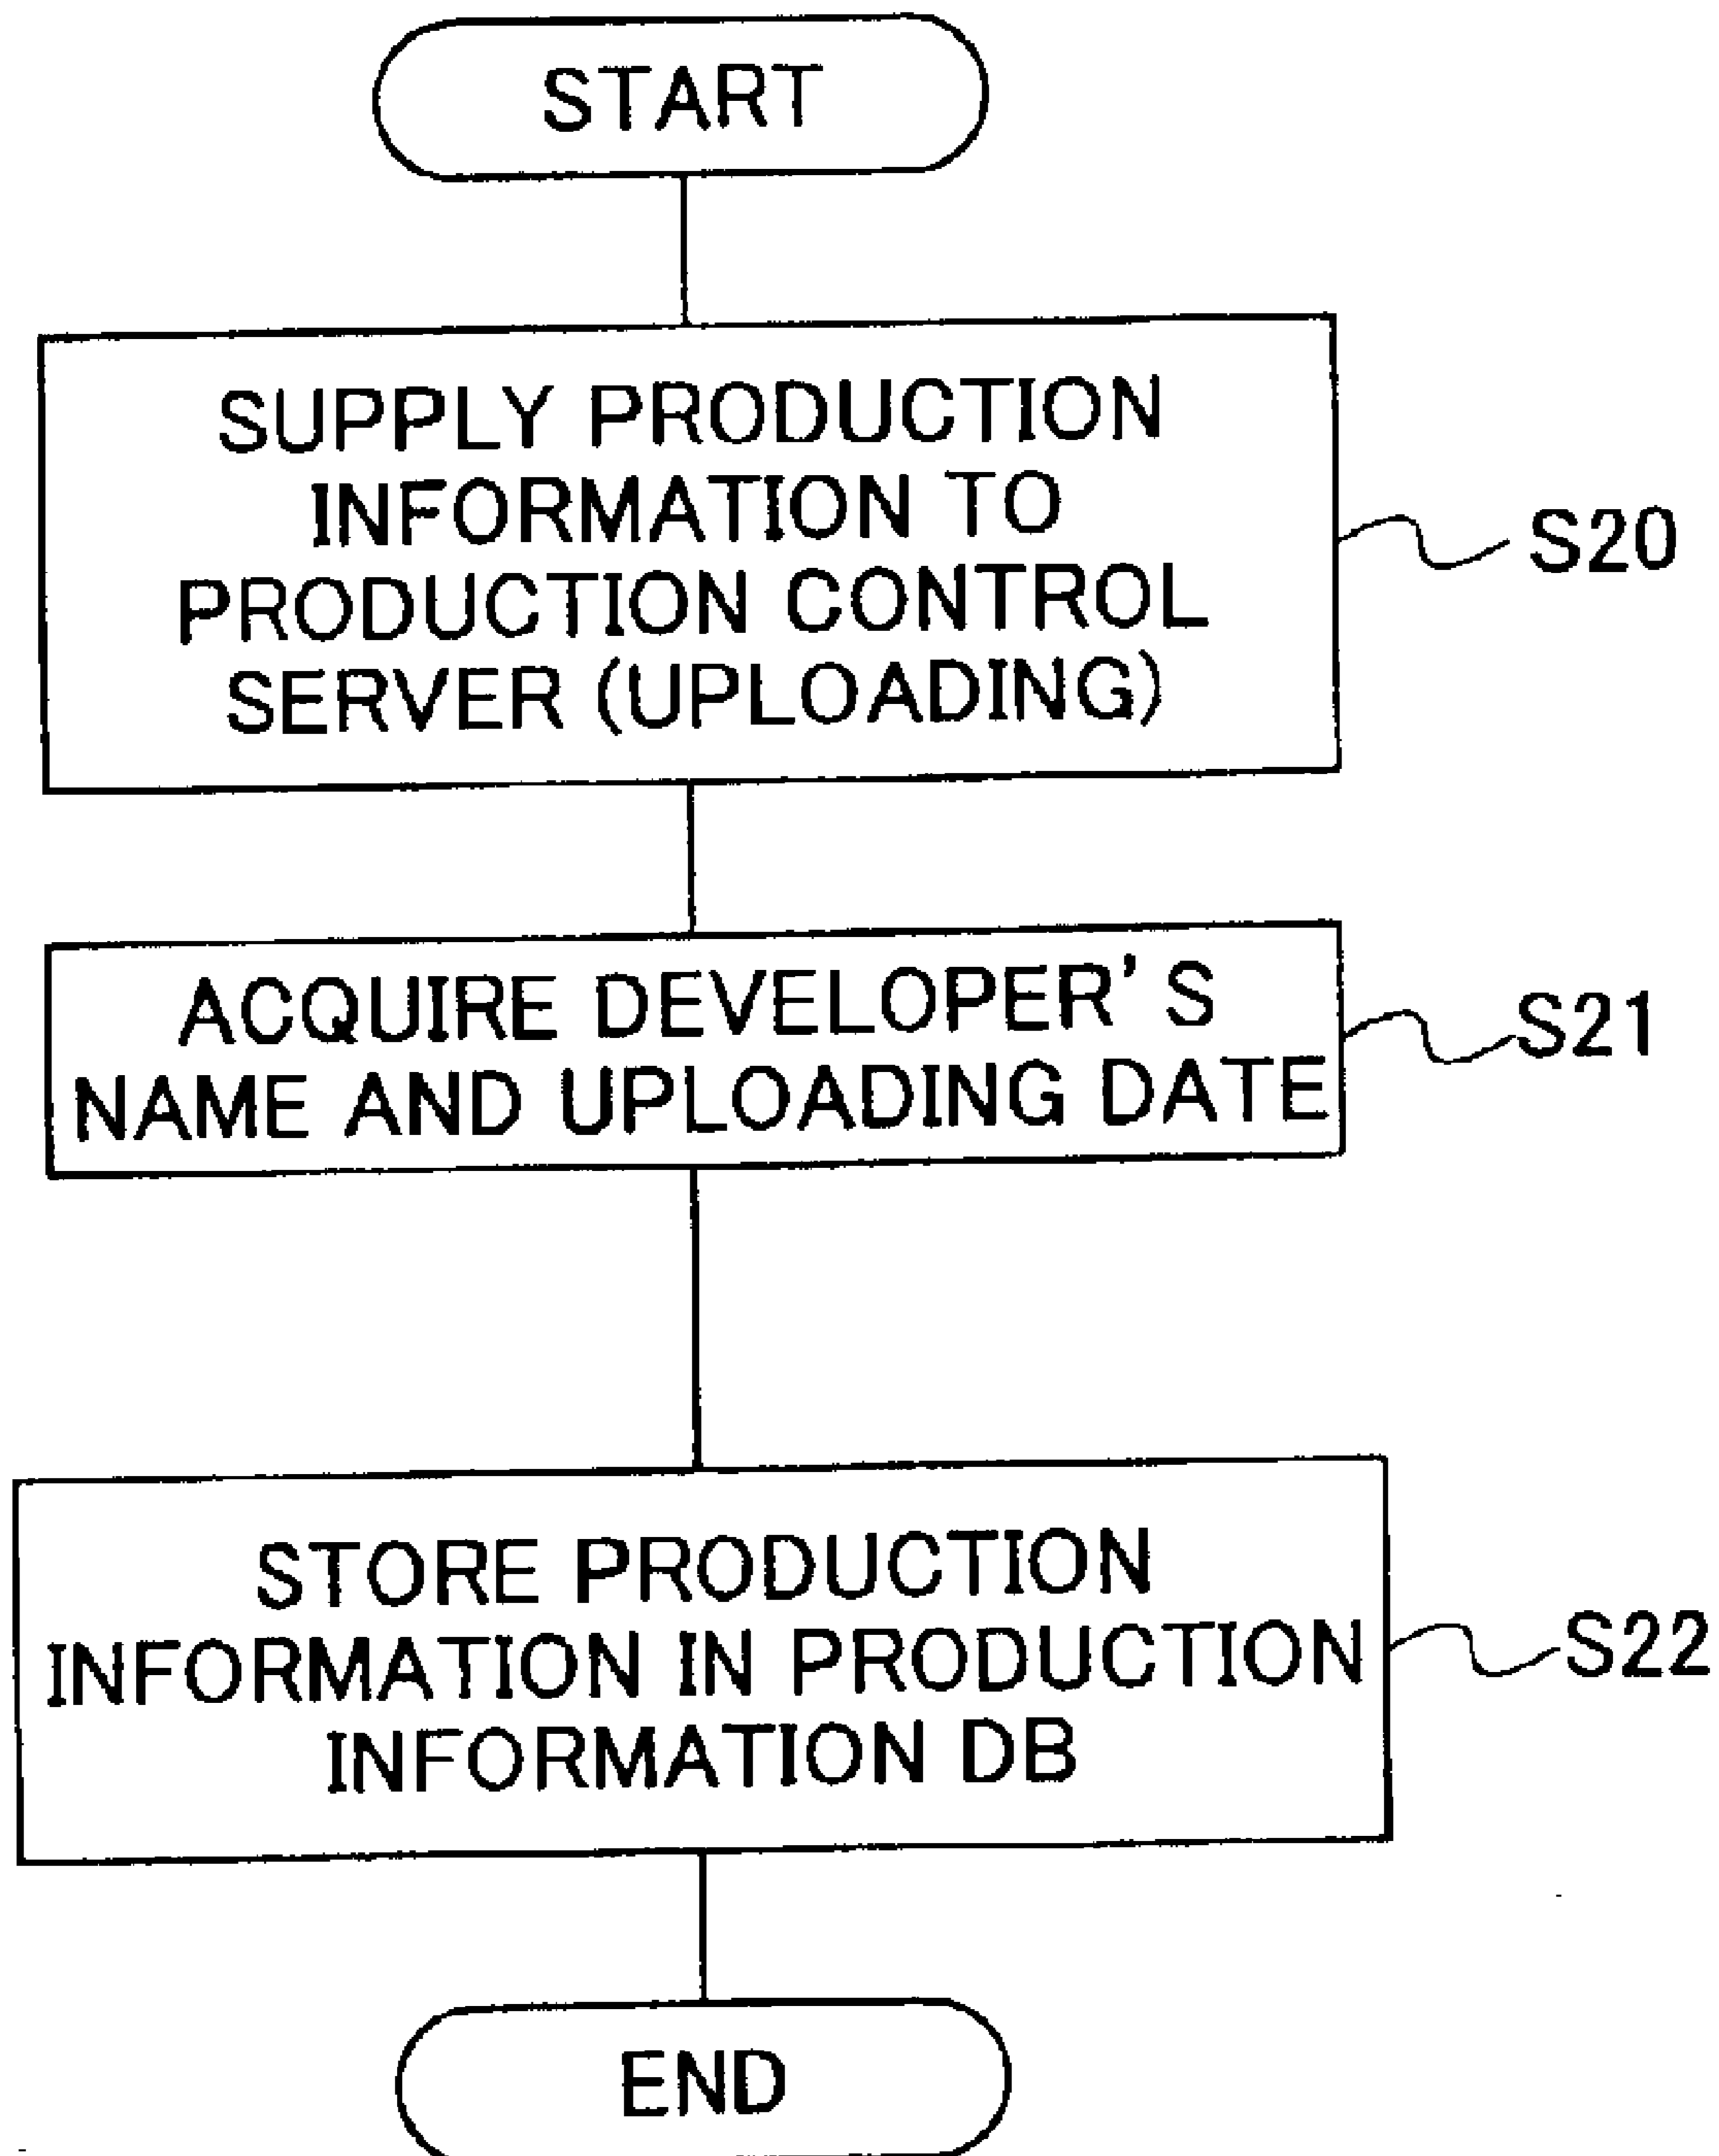 START
SUPPLY PRODUCTION
INFORMATION TO
PRODUCTION CONTROL
SERVER (UPLOADING)
S20
ACQUIRE DEVELOPER'S
NAME AND UPLOADING DATE
S21
STORE PRODUCTION
INFORMATION IN PRODUCTION
INFORMATION DB
S22
END